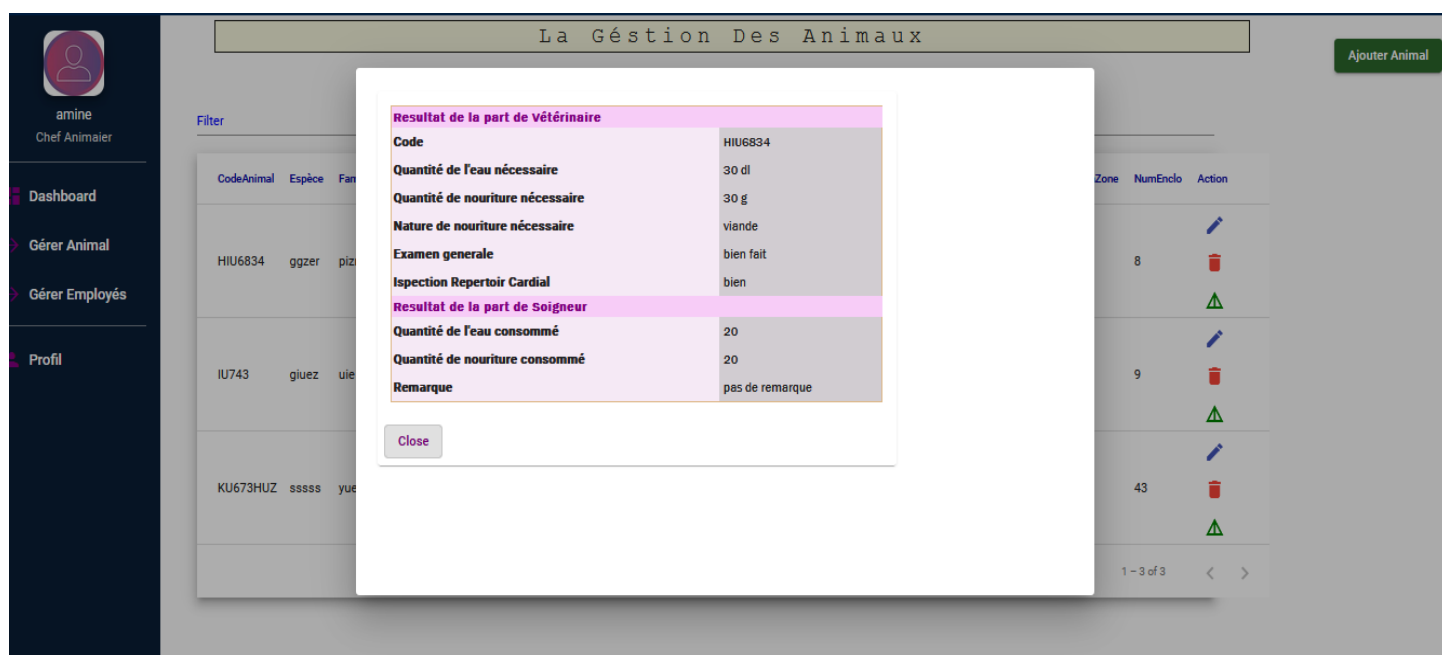 La Géstion Des Animaux
Ajouter Animal
amine
Chef Animaier
Dashboard
Gérer Animal
Gérer Employés
Profil
Filter
CodeAnimal Espèce Fam Zone NumEnclo Action
HIU6834 ggzer piz 8
IU743 giuez uie 9
KU673HUZ sssss yue 43
1 – 3 of 3
Resultat de la part de Vétérinaire
Code HIU6834
Quantité de l'eau nécessaire 30 dl
Quantité de nouriture nécessaire 30 g
Nature de nouriture nécessaire viande
Examen generale bien fait
Ispection Repertoir Cardial bien
Resultat de la part de Soigneur
Quantité de l'eau consommé 20
Quantité de nouriture consommé 20
Remarque pas de remarque
Close